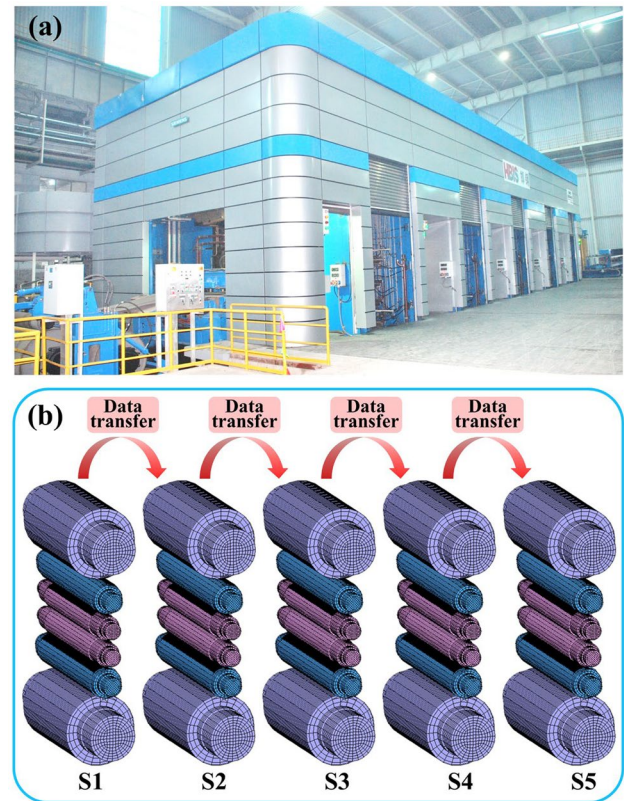 (a)
(b)
Data
transfer
Data
transfer
Data
transfer
Data
transfer
S1
S2
S3
S4
S5